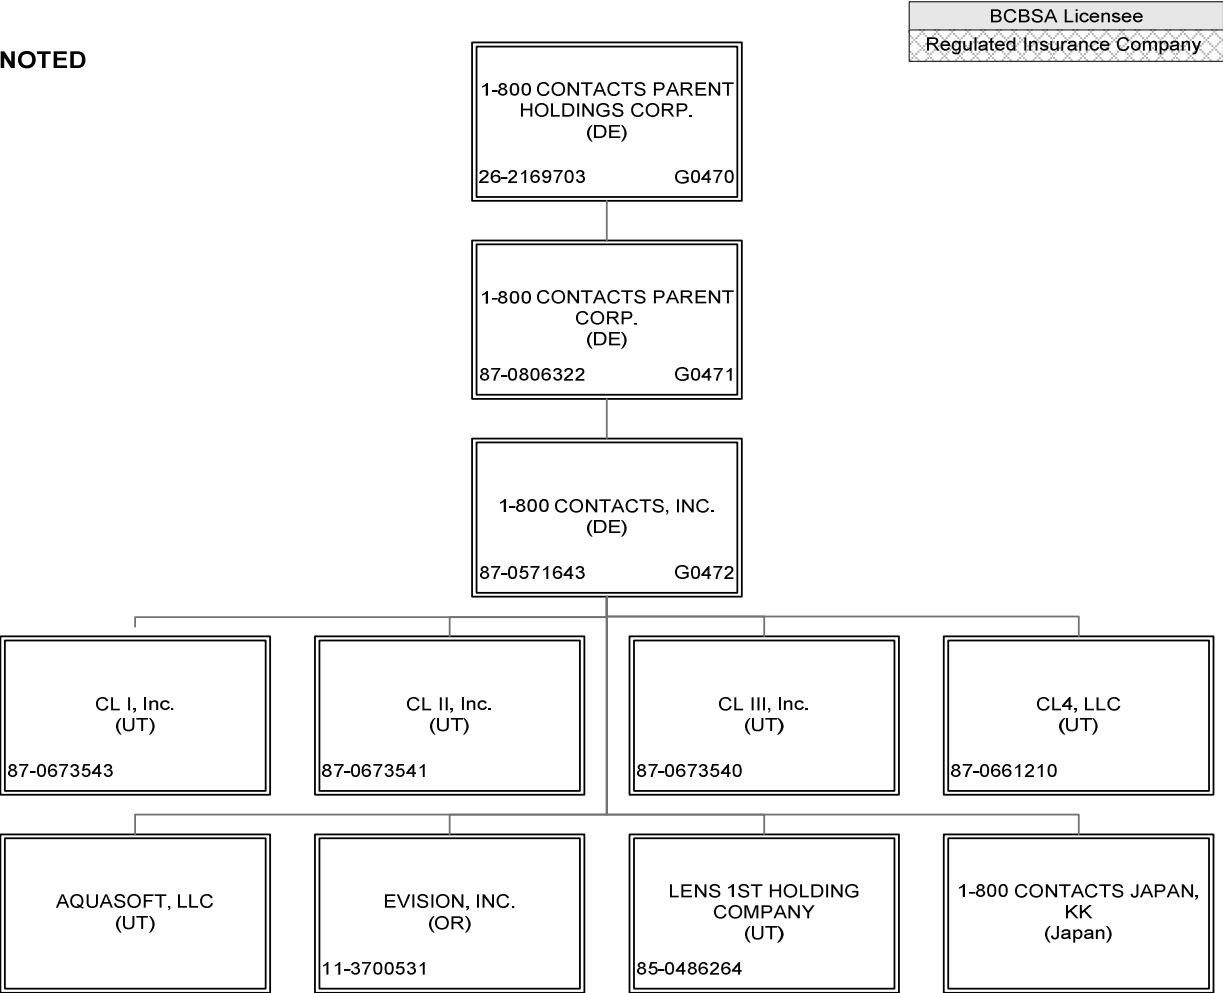 BCBSA Licensee
Regulated Insurance Company
NOTED
1-800 CONTACTS PARENT
HOLDINGS CORP.
(DE)
26-2169703 G0470
1-800 CONTACTS PARENT
CORP.
(DE)
87-0806322 G0471
1-800 CONTACTS, INC.
(DE)
87-0571643 G0472
CL I, Inc.
(UT)
87-0673543
CL II, Inc.
(UT)
87-0673541
CL III, Inc.
(UT)
87-0673540
CL4, LLC
(UT)
87-0661210
AQUASOFT, LLC
(UT)
EVISION, INC.
(OR)
11-3700531
LENS 1ST HOLDING
COMPANY
(UT)
85-0486264
1-800 CONTACTS JAPAN,
KK
(Japan)